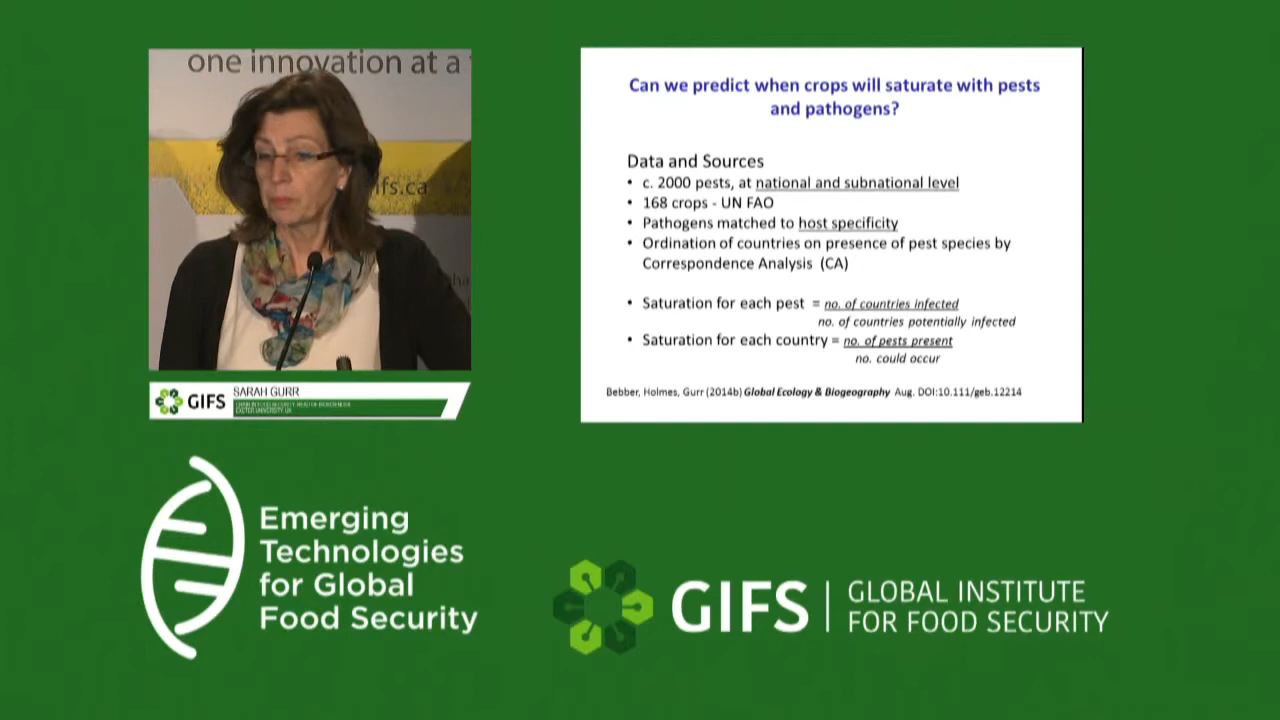 one innovation at a
ifs.ca
GIFS
SARAH GURR
EXETER UNIVERSITY, UK
Can we predict when crops will saturate with pests
and pathogens?
Data and Sources
• c. 2000 pests, at national and subnational level
• 168 crops - UN FAO
• Pathogens matched to host specificity
• Ordination of countries on presence of pest species by
Correspondence Analysis (CA)
• Saturation for each pest = no. of countries infected
no. of countries potentially infected
• Saturation for each country = no. of pests present
no. could occur
Bebber, Holmes, Gurr (2014b) Global Ecology & Biogeography Aug. DOI:10.111/geb.12214
Emerging
Technologies
for Global
Food Security
GIFS | GLOBAL INSTITUTE
FOR FOOD SECURITY